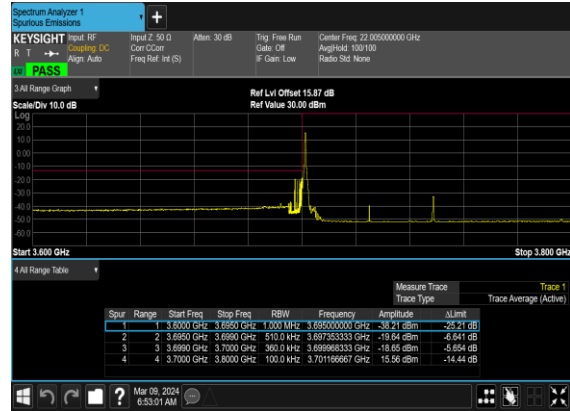 Spectrum Analyzer 1
Spurious Emissions
KEYSIGHT Input: RF Input Z: 50 Ω Atten: 30 dB Trig: Free Run Center Freq: 22.005000000 GHz
R T Coupling: DC Corr CCorr Gate: Off Avg|Hold: 100/100
Align: Auto Freq Ref: Int (S) IF Gain: Low Radio Std: None
PASS
3 All Range Graph Ref Lvl Offset 15.87 dB
Scale/Div 10.0 dB Ref Value 30.00 dBm
Log
20.0
10.0
0.00
-10.0
-20.0
-30.0
-40.0
-50.0
-60.0
Start 3.600 GHz Stop 3.800 GHz
4 All Range Table
Measure Trace Trace 1
Trace Type Trace Average (Active)
Spur Range Start Freq Stop Freq RBW Frequency Amplitude ΔLimit
1 1 3.6000 GHz 3.6950 GHz 1.000 MHz 3.695000000 GHz -38.21 dBm -25.21 dB
2 2 3.6950 GHz 3.6990 GHz 510.0 kHz 3.697353333 GHz -19.64 dBm -6.641 dB
3 3 3.6990 GHz 3.7000 GHz 360.0 kHz 3.699968333 GHz -18.65 dBm -5.654 dB
4 4 3.7000 GHz 3.8000 GHz 100.0 kHz 3.701166667 GHz 15.56 dBm -14.44 dB
Mar 09, 2024
6:53:01 AM